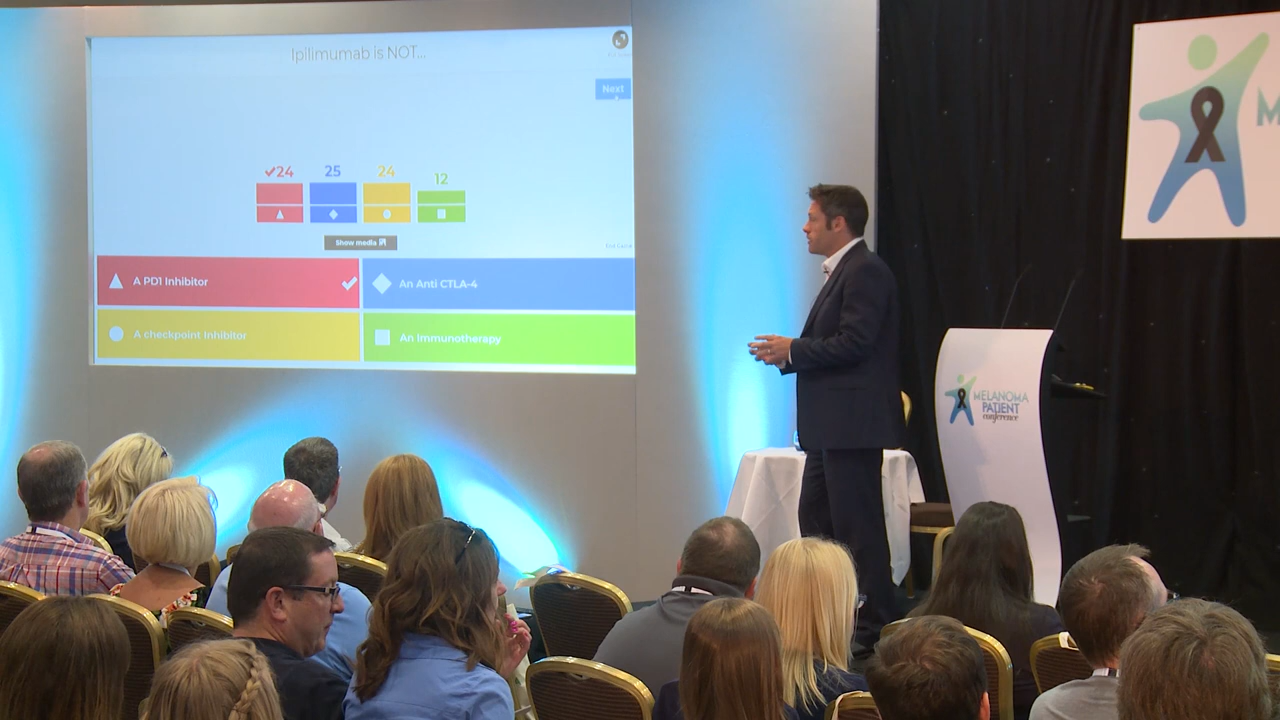 Ipilimumab is NOT...
Next
24
25
24
12
Show media
A PD1 Inhibitor
An Anti CTLA-4
A checkpoint Inhibitor
An Immunotherapy
M
MELANOMA
PATIENT
conference